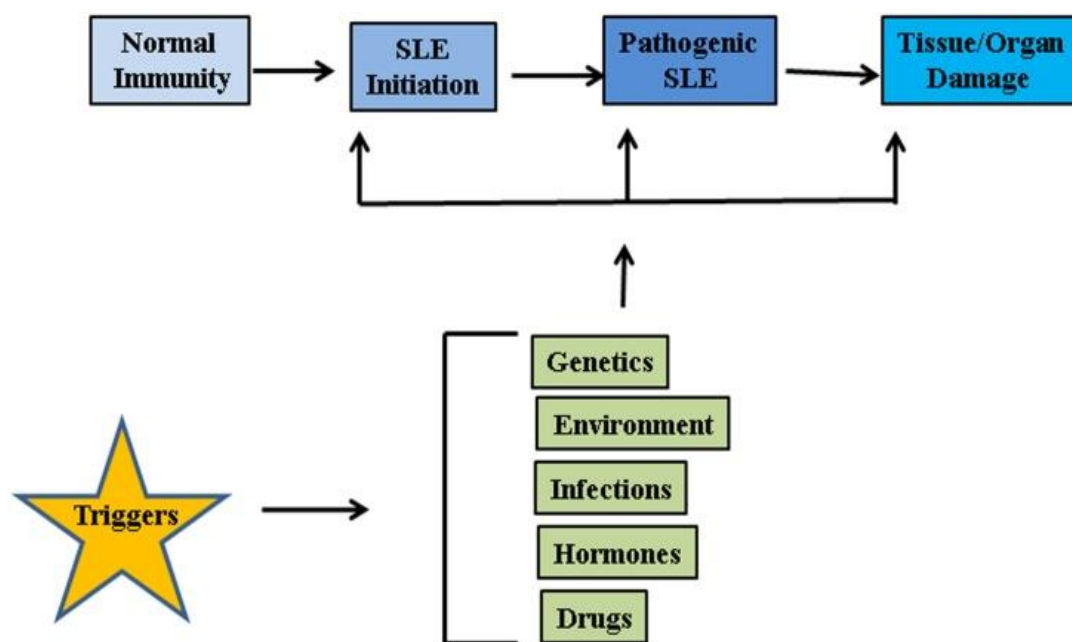 Normal
Immunity
SLE
Initiation
Pathogenic
SLE
Tissue/Organ
Damage
Genetics
Environment
Infections
Hormones
Drugs
Triggers